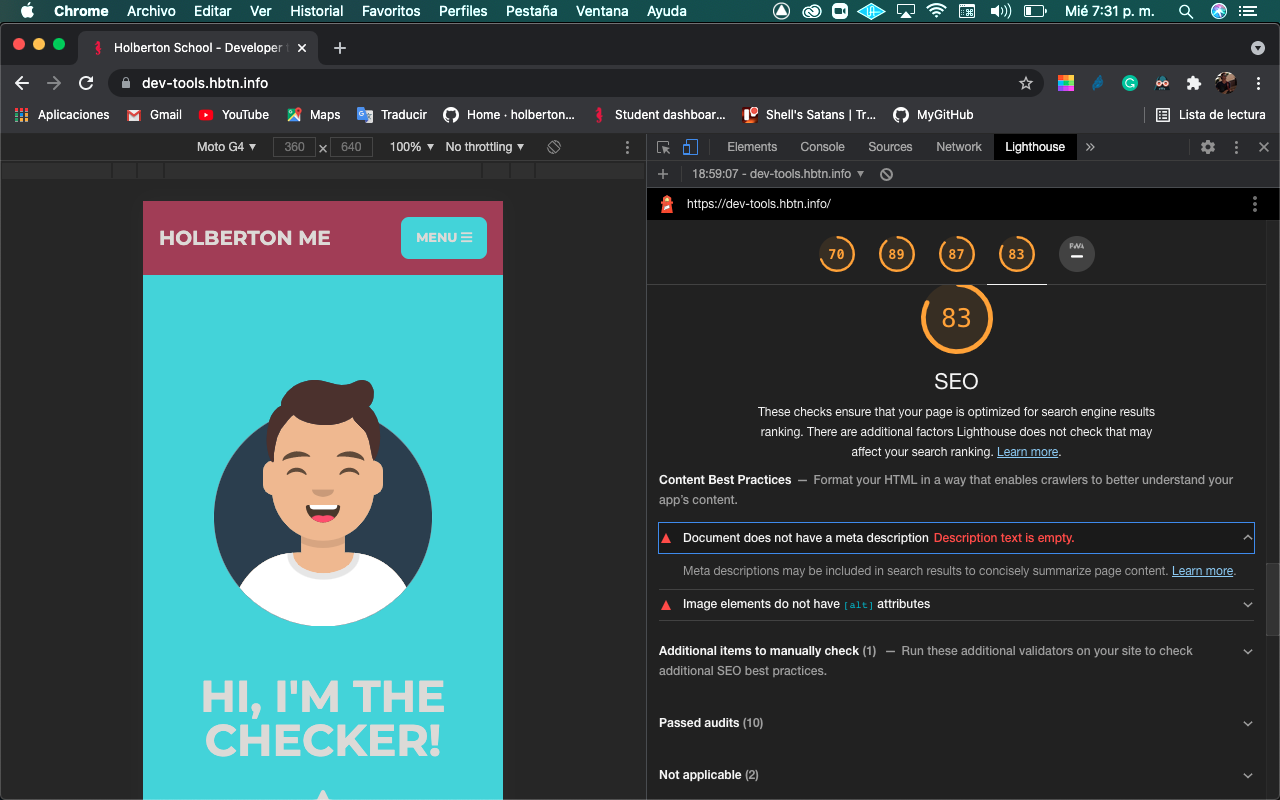 Chrome Archivo Editar Ver Historial Favoritos Perfiles Pestaña Ventana Ayuda Mié 7:31 p. m.
Holberton School - Developer
dev-tools.hbtn.info
Aplicaciones Gmail YouTube Maps Traducir Home · holberton... Student dashboar... Shell's Satans | Tr... MyGitHub Lista de lectura
Moto G4 ▼ 360 x 640 100% ▼ No throttling ▼
Elements Console Sources Network Lighthouse »
18:59:07 - dev-tools.hbtn.info ▼
https://dev-tools.hbtn.info/
HOLBERTON ME
MENU
HI, I'M THE
CHECKER!
70 89 87 83 PWA
83
SEO
These checks ensure that your page is optimized for search engine results
ranking. There are additional factors Lighthouse does not check that may
affect your search ranking. Learn more.
Content Best Practices — Format your HTML in a way that enables crawlers to better understand your
app's content.
Document does not have a meta description Description text is empty.
Meta descriptions may be included in search results to concisely summarize page content. Learn more.
Image elements do not have [alt] attributes
Additional items to manually check (1) — Run these additional validators on your site to check
additional SEO best practices.
Passed audits (10)
Not applicable (2)